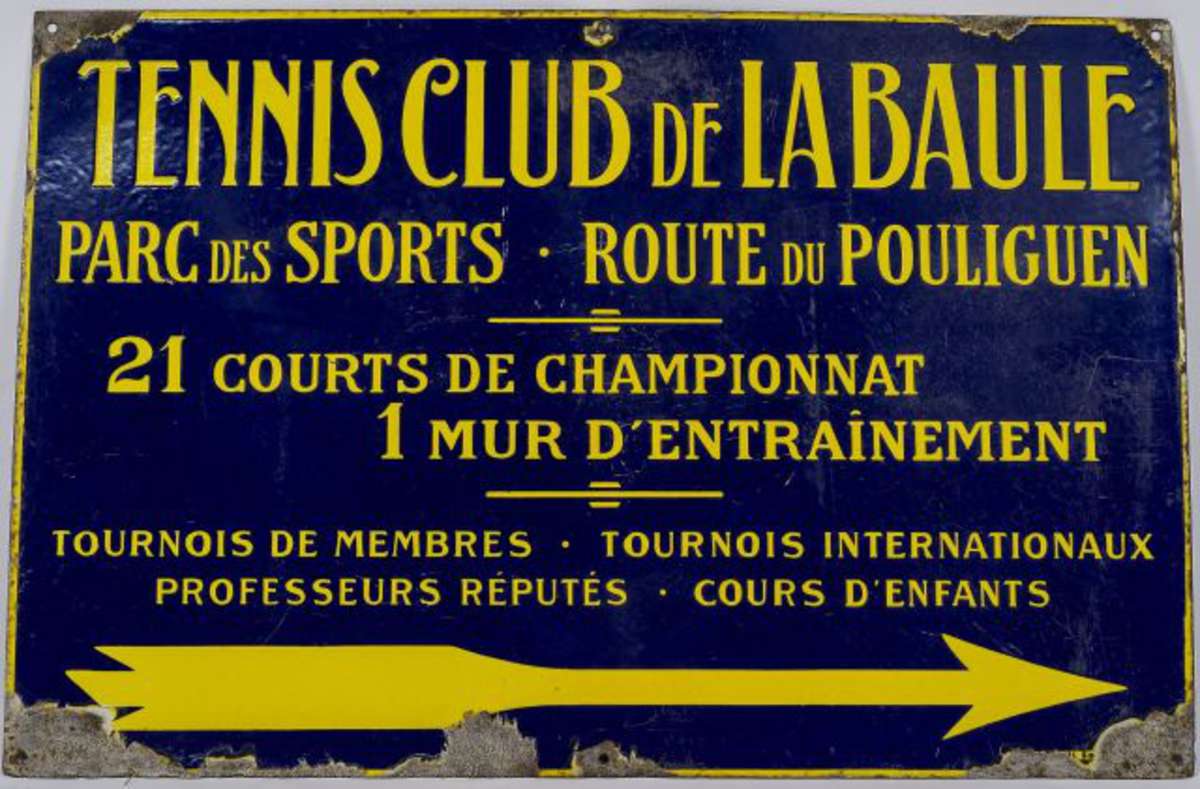 TENNIS CLUB DE LA BAULE
PARC DES SPORTS · ROUTE DU POULIGUEN
21 COURTS DE CHAMPIONNAT
1 MUR D'ENTRAÎNEMENT
TOURNOIS DE MEMBRES · TOURNOIS INTERNATIONAUX
PROFESSEURS RÉPUTÉS · COURS D'ENFANTS